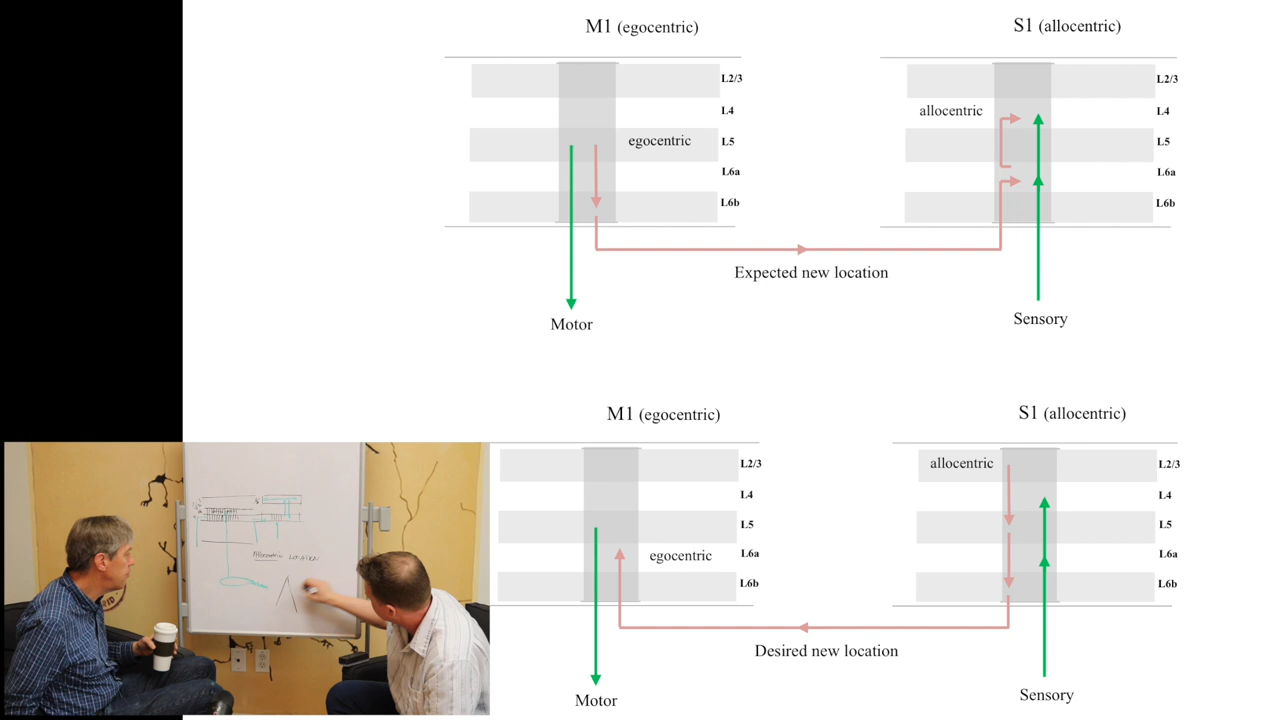 M1 (egocentric)
S1 (allocentric)
L2/3
L4
egocentric
L5
L6a
L6b
allocentric
L2/3
L4
L5
L6a
L6b
Expected new location
Motor
Sensory
M1 (egocentric)
S1 (allocentric)
L2/3
L4
L5
egocentric
L6a
L6b
allocentric
L2/3
L4
L5
L6a
L6b
Desired new location
Motor
Sensory
LOCATION